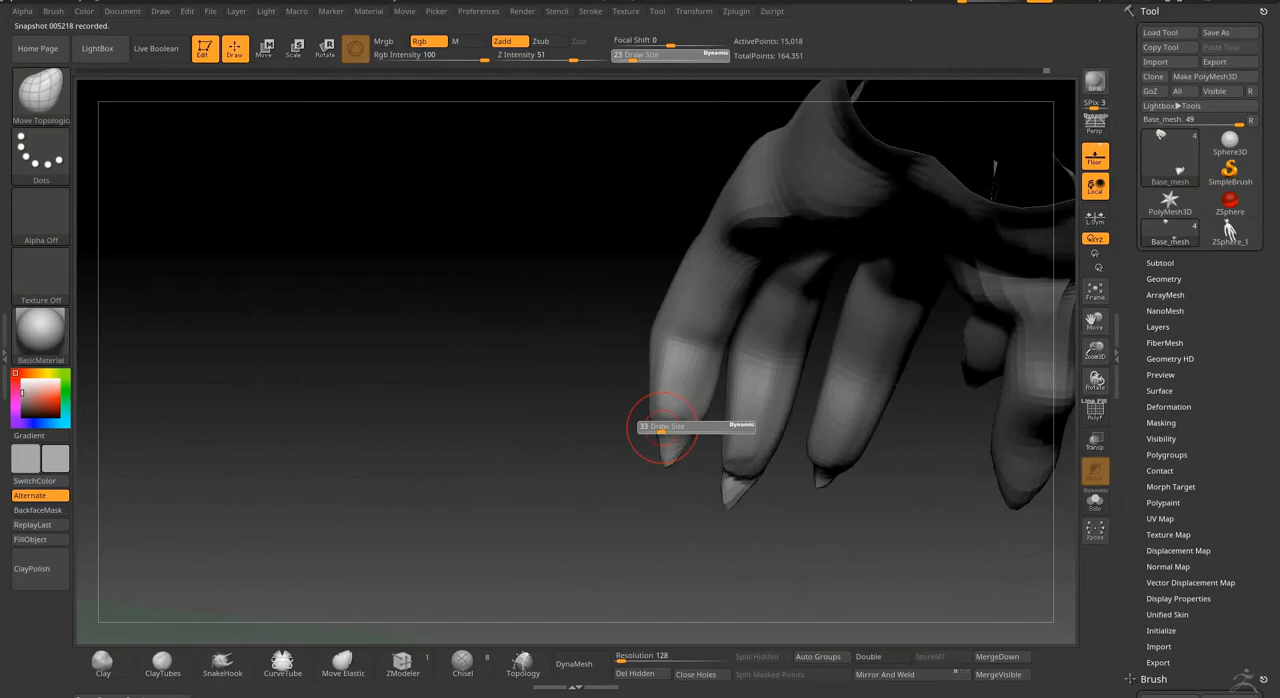 Alpha Brush Color Document Draw Edit File Layer Light Macro Marker Material Movie Picker Preferences Render Stencil Stroke Texture Tool Transform Zplugin Zscript
Snapshot 005218 recorded.
Home Page
LightBox
Live Boolean
Edit
Draw
Move
Scale
Rotate
Mrgb
Rgb
M
Rgb Intensity 100
Zadd
Zsub
Zcut
Z Intensity 51
Focal Shift 0
23 Draw Size
Dynamic
ActivePoints: 15,018
TotalPoints: 164,351
Move Topologic
Dots
Alpha Off
Texture Off
BasicMaterial
Gradient
SwitchColor
Alternate
BackfaceMask
ReplayLast
FillObject
ClayPolish
33 Draw Size
Dynamic
BPR
SPix 3
Dynamic
Persp
Floor
Local
L.Sym
XYZ
Frame
Move
Zoom3D
Rotate
Line Fill
PolyF
Transp
Dynamic
Solo
Xpose
Tool
Load Tool
Save As
Copy Tool
Paste Tool
Import
Export
Clone
Make PolyMesh3D
GoZ
All
Visible
R
Lightbox▶Tools
Base_mesh. 49
R
4
Base_mesh
Sphere3D
SimpleBrush
PolyMesh3D
ZSphere
4
Base_mesh
ZSphere_1
Subtool
Geometry
ArrayMesh
NanoMesh
Layers
FiberMesh
Geometry HD
Preview
Surface
Deformation
Masking
Visibility
Polygroups
Contact
Morph Target
Polypaint
UV Map
Texture Map
Displacement Map
Normal Map
Vector Displacement Map
Display Properties
Unified Skin
Initialize
Import
Export
Brush
Clay
ClayTubes
SnakeHook
CurveTube
Move Elastic
1
ZModeler
8
Chisel
Topology
DynaMesh
Resolution 128
Del Hidden
Close Holes
Split Hidden
Split Masked Points
Auto Groups
Double
StoreMT
MergeDown
Mirror And Weld
MergeVisible